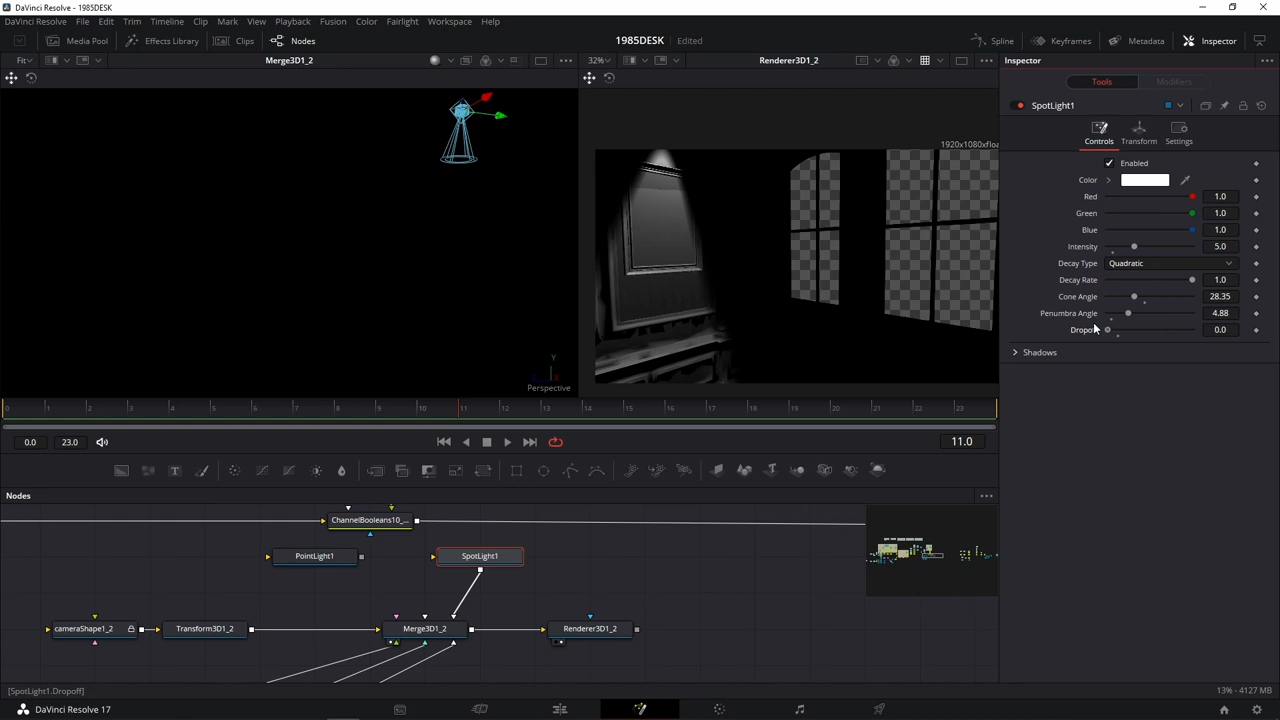 DaVinci Resolve - 1985DESK
DaVinci Resolve File Edit Trim Timeline Clip Mark View Playback Fusion Color Fairlight Workspace Help
Media Pool Effects Library Clips Nodes 1985DESK Edited Spline Keyframes Metadata Inspector
Fit Merge3D1_2 32% Renderer3D1_2 Inspector
Tools Modifiers
SpotLight1
Controls Transform Settings
1920x1080xfloa
Enabled
Color
Red 1.0
Green 1.0
Blue 1.0
Intensity 5.0
Decay Type Quadratic
Decay Rate 1.0
Cone Angle 28.35
Penumbra Angle 4.88
Dropoff 0.0
Shadows
Y
Perspective
0 1 2 3 4 5 6 7 8 9 10 11 12 13 14 15 16 17 18 19 20 21 22 23
0.0 23.0 11.0
Nodes
ChannelBooleans10_...
PointLight1 SpotLight1
cameraShape1_2 Transform3D1_2 Merge3D1_2 Renderer3D1_2
[SpotLight1.Dropoff] 13% - 4127 MB
DaVinci Resolve 17